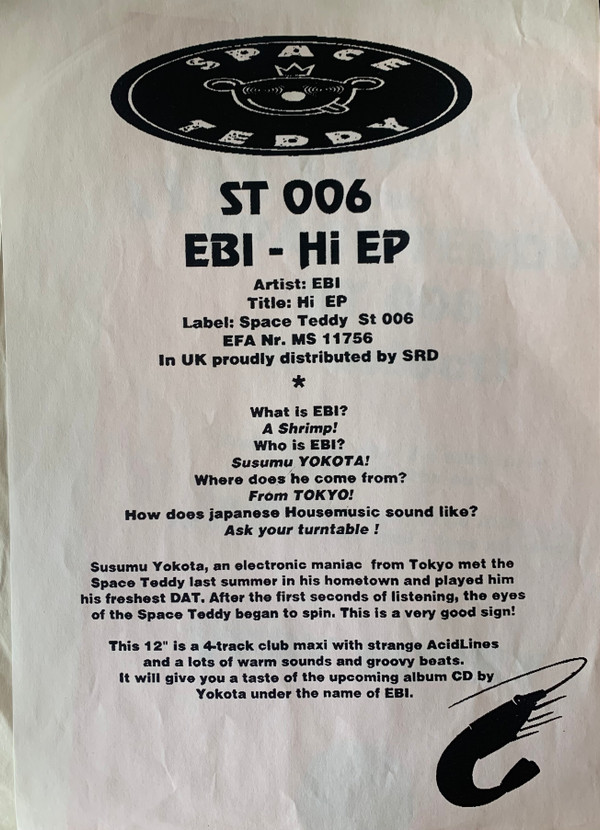 SPACE
TEDDY
ST 006
EBI - Hi EP
Artist: EBI
Title: Hi EP
Label: Space Teddy St 006
EFA Nr. MS 11756
In UK proudly distributed by SRD
*
What is EBI?
A Shrimp!
Who is EBI?
Susumu YOKOTA!
Where does he come from?
From TOKYO!
How does japanese Housemusic sound like?
Ask your turntable !
Susumu Yokota, an electronic maniac from Tokyo met the
Space Teddy last summer in his hometown and played him
his freshest DAT. After the first seconds of listening, the eyes
of the Space Teddy began to spin. This is a very good sign!
This 12" is a 4-track club maxi with strange AcidLines
and a lots of warm sounds and groovy beats.
It will give you a taste of the upcoming album CD by
Yokota under the name of EBI.